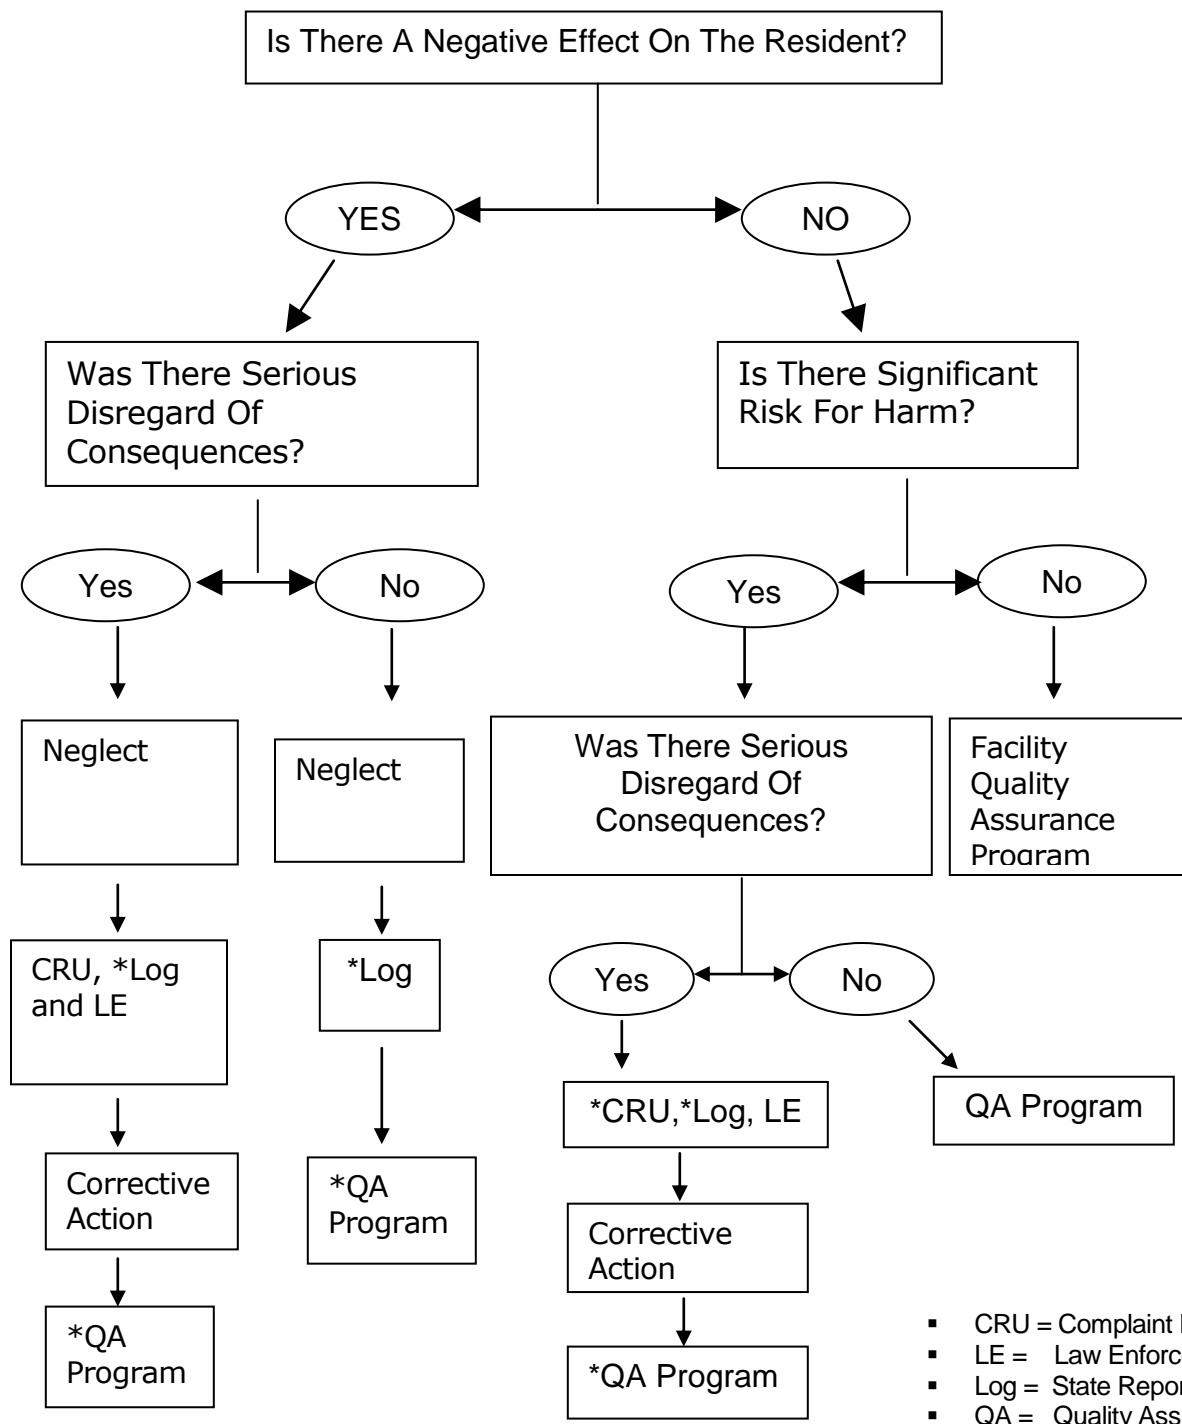 Is There A Negative Effect On The Resident?
YES
NO
Was There Serious
Disregard Of
Consequences?
Is There Significant
Risk For Harm?
Yes
No
Yes
No
Neglect
Neglect
Was There Serious
Disregard Of
Consequences?
Facility
Quality
Assurance
Program
CRU, *Log
and LE
*Log
Yes
No
*CRU,*Log, LE
QA Program
Corrective
Action
*QA
Program
Corrective
Action
*QA
Program
*QA Program
▪ CRU = Complaint
▪ LE = Law
▪ Log = State
▪ QA = Quality